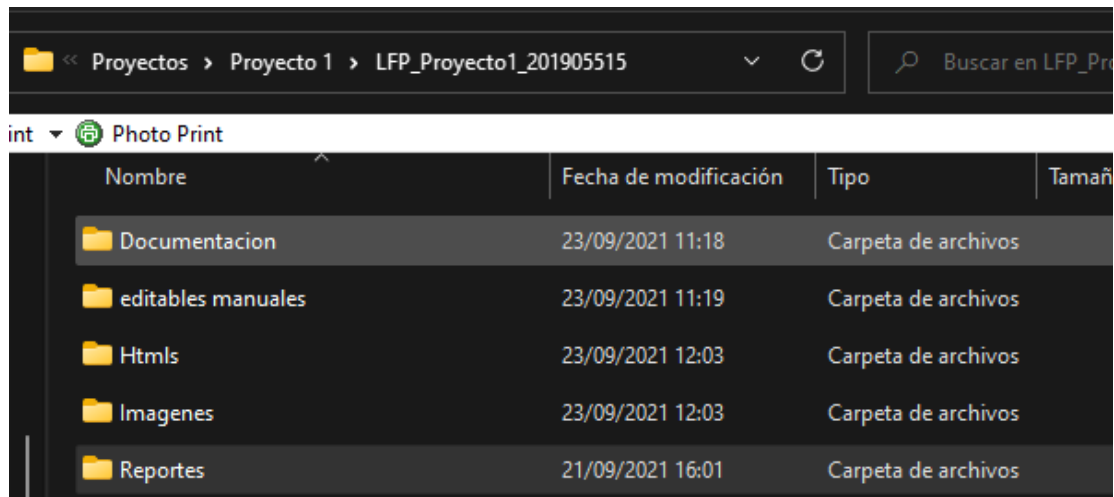 « Proyectos > Proyecto 1 > LFP_Proyecto1_201905515 Buscar en LFP_Pro
int Photo Print
Nombre Fecha de modificación Tipo Tamañ
Documentacion 23/09/2021 11:18 Carpeta de archivos
editables manuales 23/09/2021 11:19 Carpeta de archivos
Htmls 23/09/2021 12:03 Carpeta de archivos
Imagenes 23/09/2021 12:03 Carpeta de archivos
Reportes 21/09/2021 16:01 Carpeta de archivos